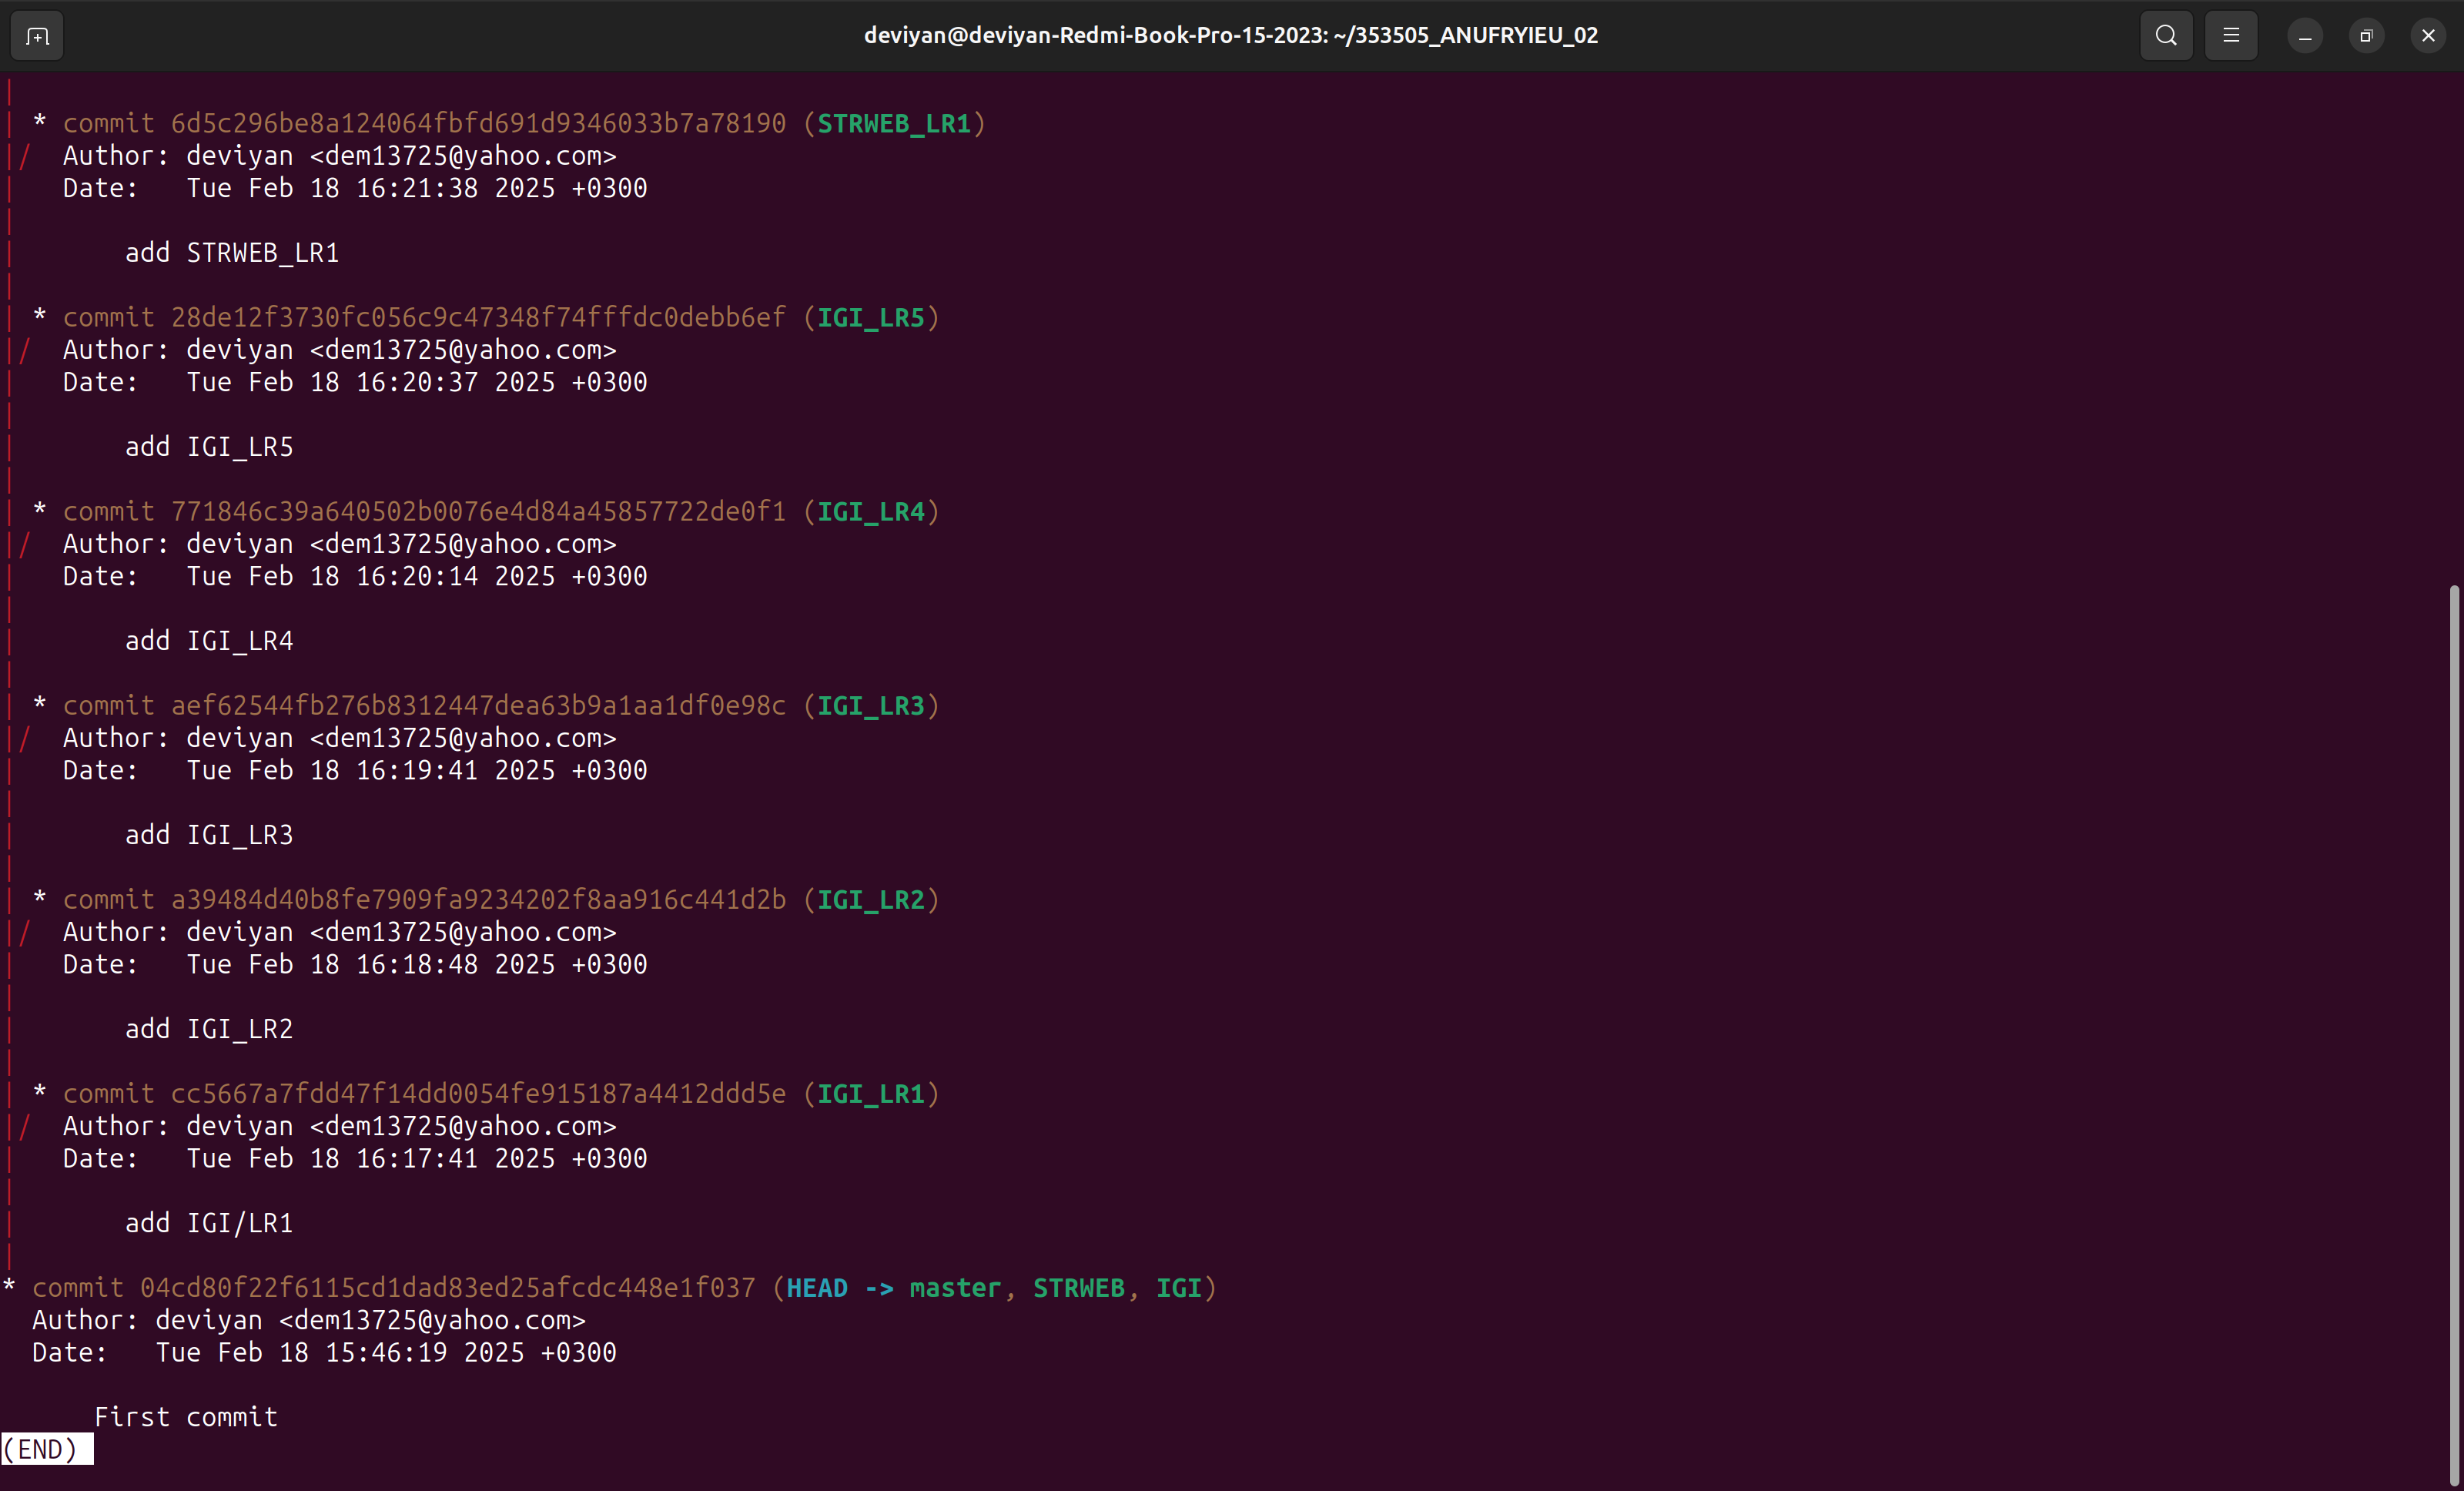 deviyan@deviyan-Redmi-Book-Pro-15-2023: ~/353505_ANUFRYIEU_02
|
| * commit 6d5c296be8a124064fbfd691d9346033b7a78190 (STRWEB_LR1)
|/  Author: deviyan <dem13725@yahoo.com>
|   Date:   Tue Feb 18 16:21:38 2025 +0300
|
|       add STRWEB_LR1
|
| * commit 28de12f3730fc056c9c47348f74fffdc0debb6ef (IGI_LR5)
|/  Author: deviyan <dem13725@yahoo.com>
|   Date:   Tue Feb 18 16:20:37 2025 +0300
|
|       add IGI_LR5
|
| * commit 771846c39a640502b0076e4d84a45857722de0f1 (IGI_LR4)
|/  Author: deviyan <dem13725@yahoo.com>
|   Date:   Tue Feb 18 16:20:14 2025 +0300
|
|       add IGI_LR4
|
| * commit aef62544fb276b8312447dea63b9a1aa1df0e98c (IGI_LR3)
|/  Author: deviyan <dem13725@yahoo.com>
|   Date:   Tue Feb 18 16:19:41 2025 +0300
|
|       add IGI_LR3
|
| * commit a39484d40b8fe7909fa9234202f8aa916c441d2b (IGI_LR2)
|/  Author: deviyan <dem13725@yahoo.com>
|   Date:   Tue Feb 18 16:18:48 2025 +0300
|
|       add IGI_LR2
|
| * commit cc5667a7fdd47f14dd0054fe915187a4412ddd5e (IGI_LR1)
|/  Author: deviyan <dem13725@yahoo.com>
|   Date:   Tue Feb 18 16:17:41 2025 +0300
|
|       add IGI/LR1
|
* commit 04cd80f22f6115cd1dad83ed25afcdc448e1f037 (HEAD -> master, STRWEB, IGI)
  Author: deviyan <dem13725@yahoo.com>
  Date:   Tue Feb 18 15:46:19 2025 +0300

      First commit
(END)